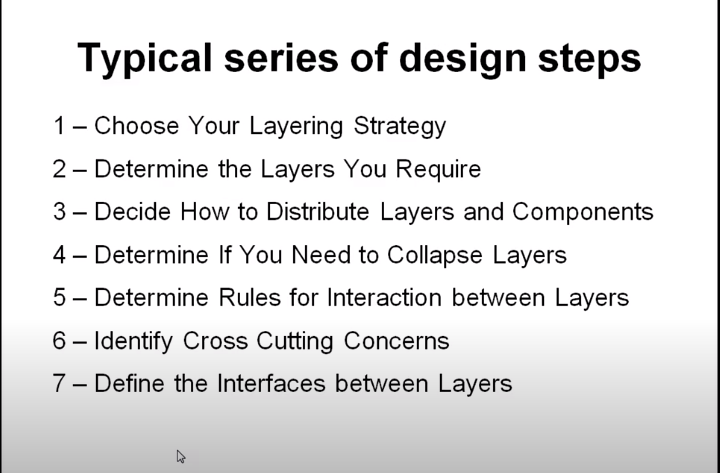 Typical series of design steps
1 – Choose Your Layering Strategy
2 – Determine the Layers You Require
3 – Decide How to Distribute Layers and Components
4 – Determine If You Need to Collapse Layers
5 – Determine Rules for Interaction between Layers
6 – Identify Cross Cutting Concerns
7 – Define the Interfaces between Layers